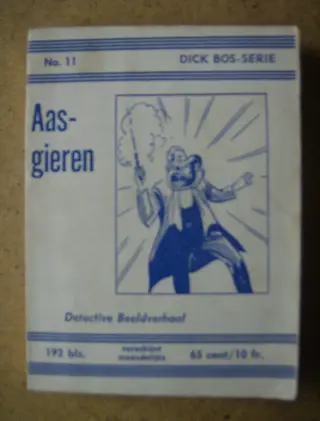 No. 11 DICK BOS-SERIE
Aas-
gieren
Detective Beeldverhaal
192 blz. verschijnt maandelijks 65 cent/10 fr.